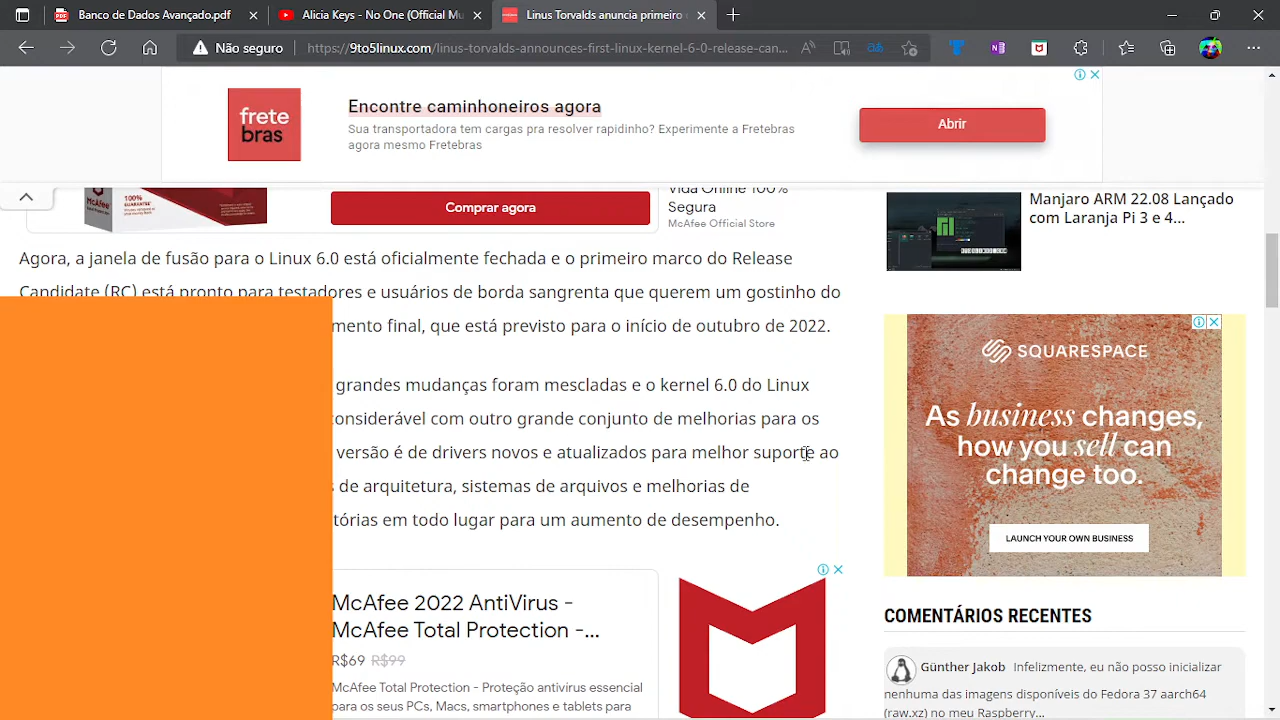 Banco de Dados Avançado.pdf
Alicia Keys - No One (Official Mu
Linus Torvalds anuncia primeiro
Não seguro
https://9to5linux.com/linus-torvalds-announces-first-linux-kernel-6-0-release-can...
frete
bras
Encontre caminhoneiros agora
Sua transportadora tem cargas pra resolver rapidinho? Experimente a Fretebras
agora mesmo Fretebras
Abrir
100%
GUARANTEE
McAfee
Comprar agora
Vida Online 100%
Segura
McAfee Official Store
Agora, a janela de fusão para o Linux 6.0 está oficialmente fechada e o primeiro marco do Release
Candidate (RC) está pronto para testadores e usuários de borda sangrenta que querem um gostinho do
mento final, que está previsto para o início de outubro de 2022.
grandes mudanças foram mescladas e o kernel 6.0 do Linux
considerável com outro grande conjunto de melhorias para os
versão é de drivers novos e atualizados para melhor suporte ao
s de arquitetura, sistemas de arquivos e melhorias de
tórias em todo lugar para um aumento de desempenho.
McAfee 2022 AntiVirus -
McAfee Total Protection -...
R$69 R$99
McAfee Total Protection - Proteção antivírus essencial
para os seus PCs, Macs, smartphones e tablets para
Manjaro ARM 22.08 Lançado
com Laranja Pi 3 e 4...
SQUARESPACE
As business changes,
how you sell can
change too.
LAUNCH YOUR OWN BUSINESS
COMENTÁRIOS RECENTES
Günther Jakob Infelizmente, eu não posso inicializar
nenhuma das imagens disponíveis do Fedora 37 aarch64
(raw.xz) no meu Raspberry...